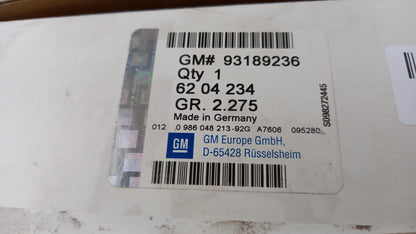 GM# 93189236
Qty 1
62 04 234
GR. 2.275
Made in Germany
012 .0 986 048 213-92G A7606 095280
GM
GM Europe GmbH,
D-65428 Rüsselsheim
S098272445